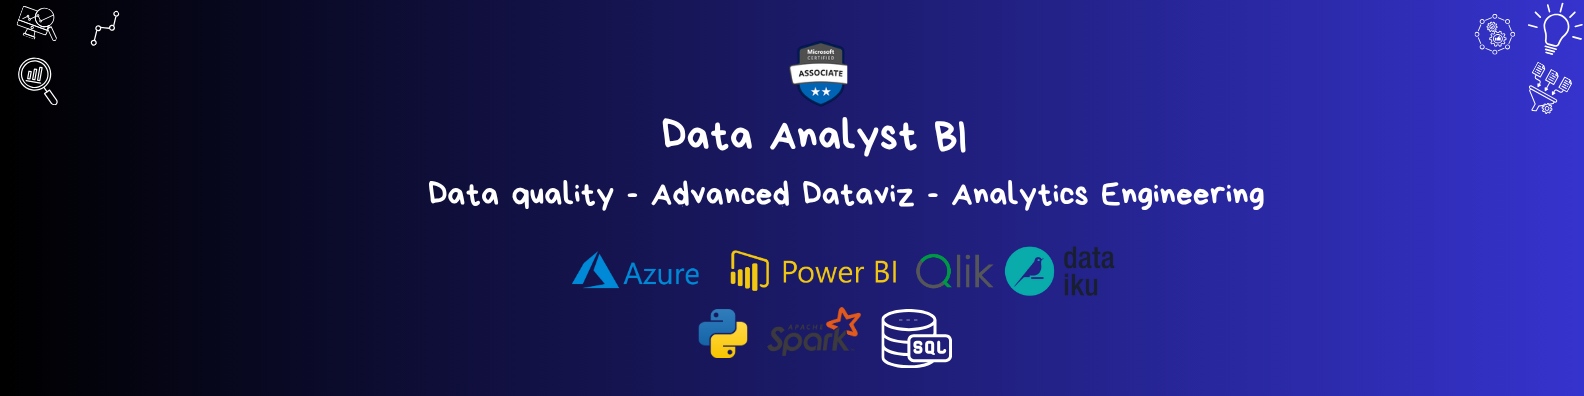 Microsoft
CERTIFIED
ASSOCIATE
Data Analyst BI
Data quality - Advanced Dataviz - Analytics Engineering
Azure
Power BI
Qlik
data
iku
APACHE
Spark
SQL